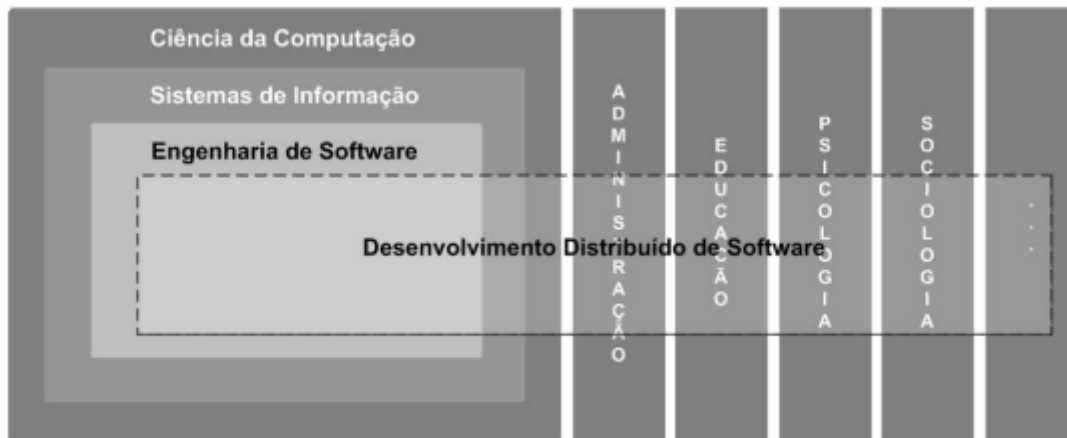 Ciência da Computação
Sistemas de Informação
Engenharia de Software
Desenvolvimento Distribuído de Software
ADMINISTRAÇÃO
EDUCAÇÃO
PSICOLOGIA
SOCIOLOGIA
...